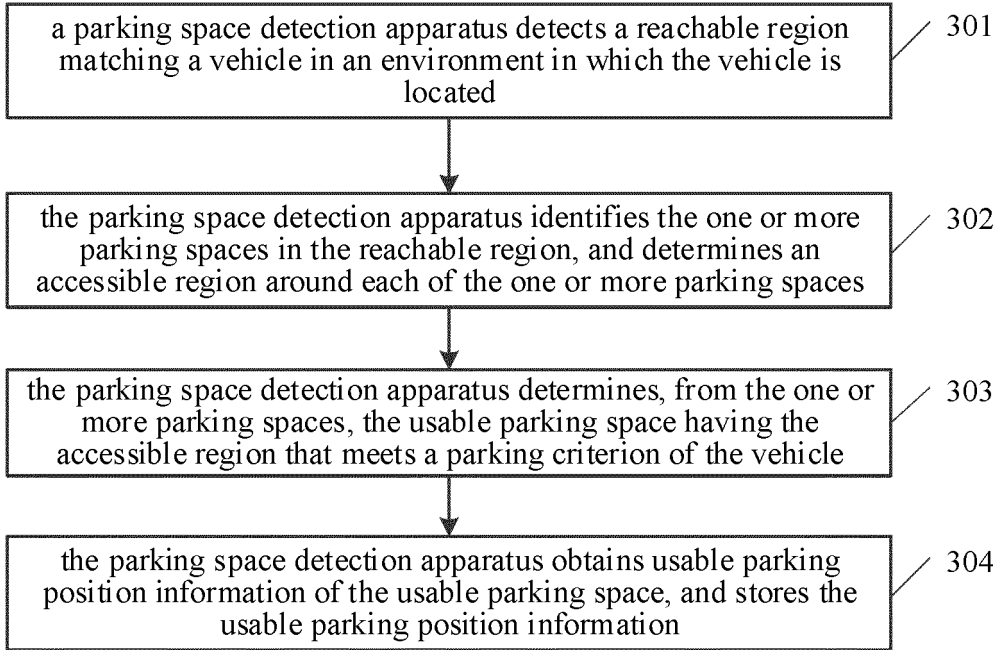 a parking space detection apparatus detects a reachable region
matching a vehicle in an environment in which the vehicle is
located
301
the parking space detection apparatus identifies the one or more
parking spaces in the reachable region, and determines an
accessible region around each of the one or more parking spaces
302
the parking space detection apparatus determines, from the one or
more parking spaces, the usable parking space having the
accessible region that meets a parking criterion of the vehicle
303
the parking space detection apparatus obtains usable parking
position information of the usable parking space, and stores the
usable parking position information
304